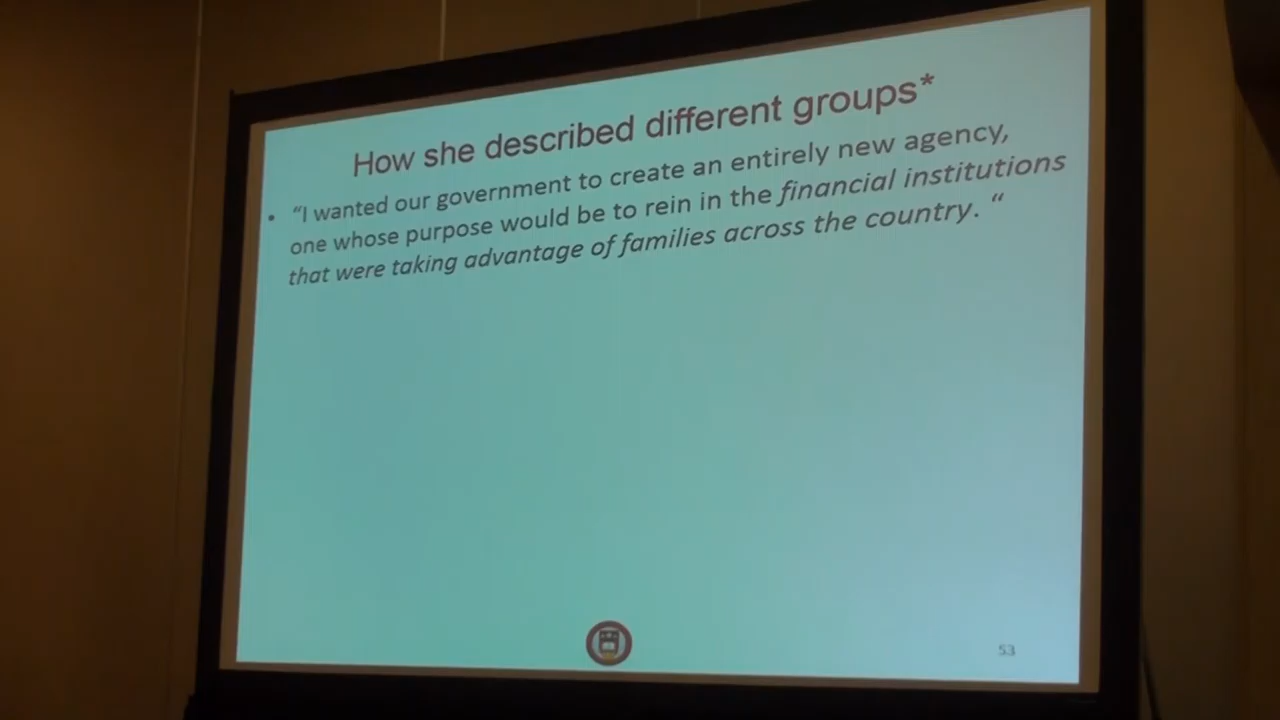 How she described different groups*
• “I wanted our government to create an entirely new agency,
one whose purpose would be to rein in the financial institutions
that were taking advantage of families across the country. “
53